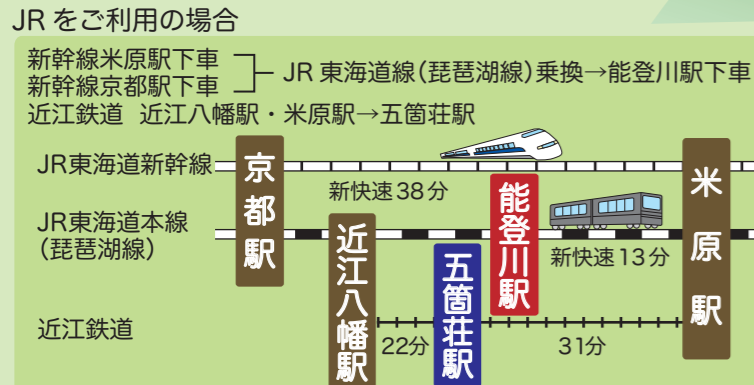 JRをご利用の場合
新幹線米原駅下車
新幹線京都駅下車
JR東海道線(琵琶湖線)乗換→能登川駅下車
近江鉄道 近江八幡駅・米原駅→五箇荘駅
JR東海道新幹線
京都駅
新快速38分
能登川駅
米原駅
JR東海道本線
(琵琶湖線)
近江八幡駅
五箇荘駅
新快速13分
近江鉄道
22分
31分